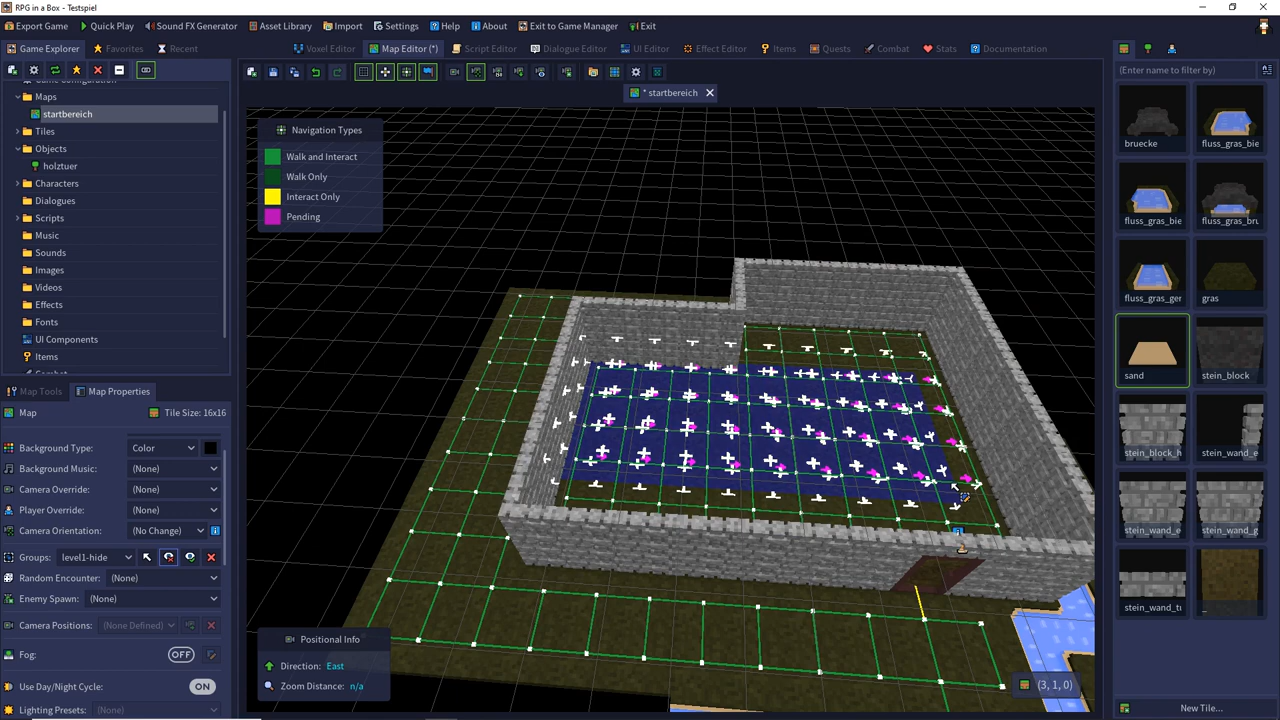 RPG in a Box - Testspiel
Export Game Quick Play Sound FX Generator Asset Library Import Settings Help About Exit to Game Manager Exit
Game Explorer Favorites Recent
Voxel Editor Map Editor (*) Script Editor Dialogue Editor UI Editor Effect Editor Items Quests Combat Stats Documentation
* startbereich
Maps
startbereich
Tiles
Objects
holztuer
Characters
Dialogues
Scripts
Music
Sounds
Images
Videos
Effects
Fonts
UI Components
Items
Map Tools Map Properties
Map Tile Size: 16x16
Background Type: Color
Background Music: (None)
Camera Override: (None)
Player Override: (None)
Camera Orientation: (No Change)
Groups: level1-hide
Random Encounter: (None)
Enemy Spawn: (None)
Camera Positions: (None Defined)
Fog: OFF
Use Day/Night Cycle: ON
Lighting Presets: (None)
Navigation Types
Walk and Interact
Walk Only
Interact Only
Pending
Positional Info
Direction: East
Zoom Distance: n/a
(3, 1, 0)
(Enter name to filter by)
bruecke fluss_gras_bie
fluss_gras_bie fluss_gras_bru
fluss_gras_ger gras
sand stein_block
stein_block_h stein_wand_e
stein_wand_e stein_wand_g
stein_wand_tu _
New Tile...